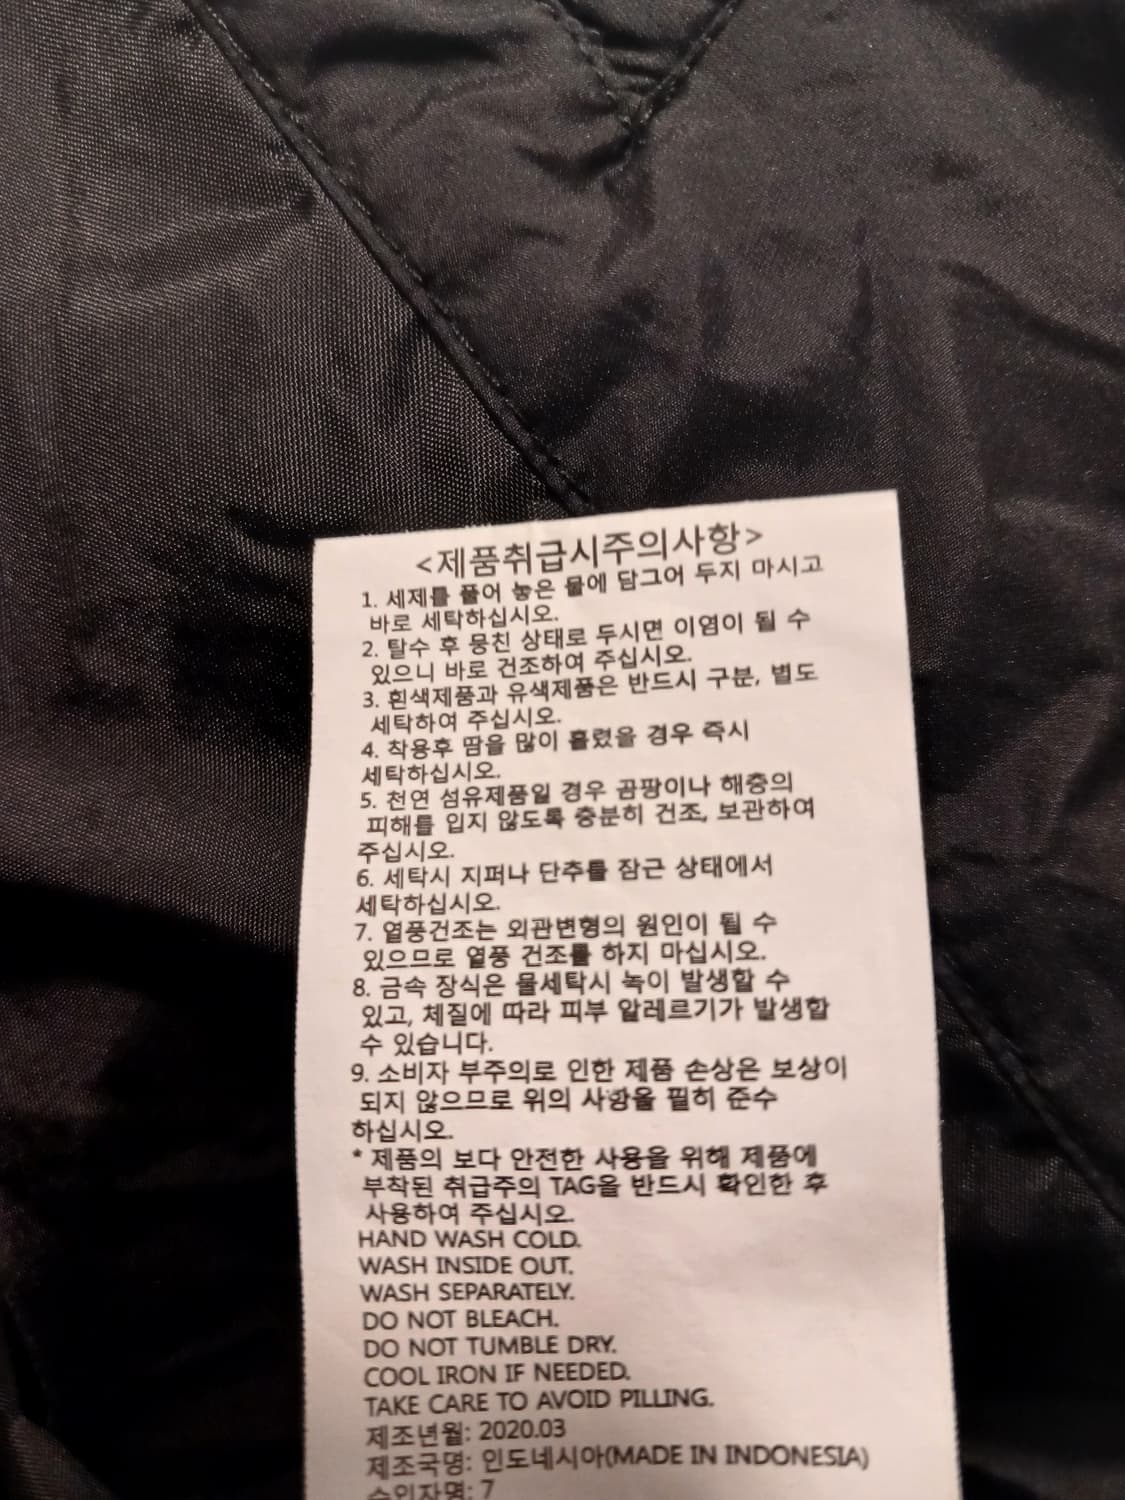 <제품취급시주의사항>
1. 세제를 풀어 놓은 물에 담그어 두지 마시고
바로 세탁하십시오.
2. 탈수 후 뭉친 상태로 두시면 이염이 될 수
있으니 바로 건조하여 주십시오.
3. 흰색제품과 유색제품은 반드시 구분, 별도
세탁하여 주십시오.
4. 착용후 땀을 많이 흘렸을 경우 즉시
세탁하십시오.
5. 천연 섬유제품일 경우 곰팡이나 해충의
피해를 입지 않도록 충분히 건조, 보관하여
주십시오.
6. 세탁시 지퍼나 단추를 잠근 상태에서
세탁하십시오.
7. 열풍건조는 외관변형의 원인이 될 수
있으므로 열풍 건조를 하지 마십시오.
8. 금속 장식은 물세탁시 녹이 발생할 수
있고, 체질에 따라 피부 알레르기가 발생할
수 있습니다.
9. 소비자 부주의로 인한 제품 손상은 보상이
되지 않으므로 위의 사항을 필히 준수
하십시오.
* 제품의 보다 안전한 사용을 위해 제품에
부착된 취급주의 TAG을 반드시 확인한 후
사용하여 주십시오.
HAND WASH COLD.
WASH INSIDE OUT.
WASH SEPARATELY.
DO NOT BLEACH.
DO NOT TUMBLE DRY.
COOL IRON IF NEEDED.
TAKE CARE TO AVOID PILLING.
제조년월: 2020.03
제조국명: 인도네시아(MADE IN INDONESIA)